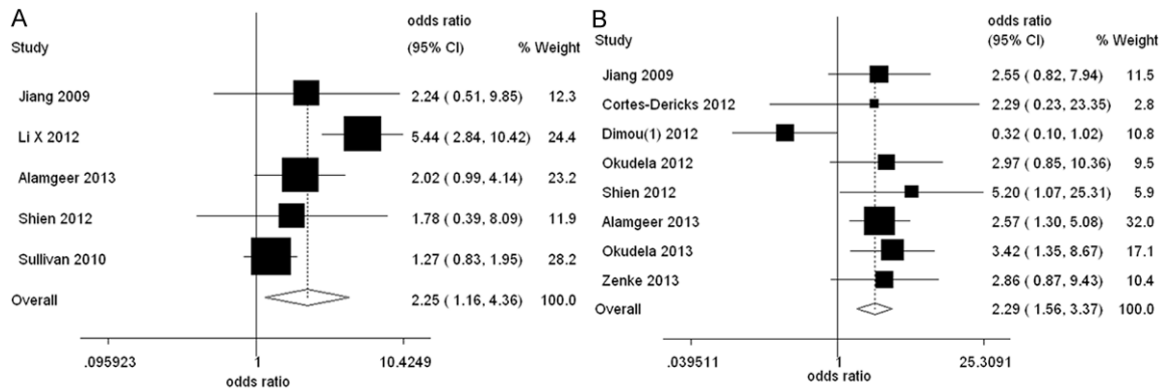 A
odds ratio
Study
(95% CI)
% Weight
Jiang 2009
2.24 ( 0.51, 9.85)
12.3
Li X 2012
5.44 ( 2.84, 10.42)
24.4
Alamgeer 2013
2.02 ( 0.99, 4.14)
23.2
Shien 2012
1.78 ( 0.39, 8.09)
11.9
Sullivan 2010
1.27 ( 0.83, 1.95)
28.2
Overall
2.25 ( 1.16, 4.36)
100.0
.095923
1
10.4249
odds ratio
B
odds ratio
Study
(95% CI)
% Weight
Jiang 2009
2.55 ( 0.82, 7.94)
11.5
Cortes-Dericks 2012
2.29 ( 0.23, 23.35)
2.8
Dimou(1) 2012
0.32 ( 0.10, 1.02)
10.8
Okudela 2012
2.97 ( 0.85, 10.36)
9.5
Shien 2012
5.20 ( 1.07, 25.31)
5.9
Alamgeer 2013
2.57 ( 1.30, 5.08)
32.0
Okudela 2013
3.42 ( 1.35, 8.67)
17.1
Zenke 2013
2.86 ( 0.87, 9.43)
10.4
Overall
2.29 ( 1.56, 3.37)
100.0
.039511
1
25.3091
odds ratio